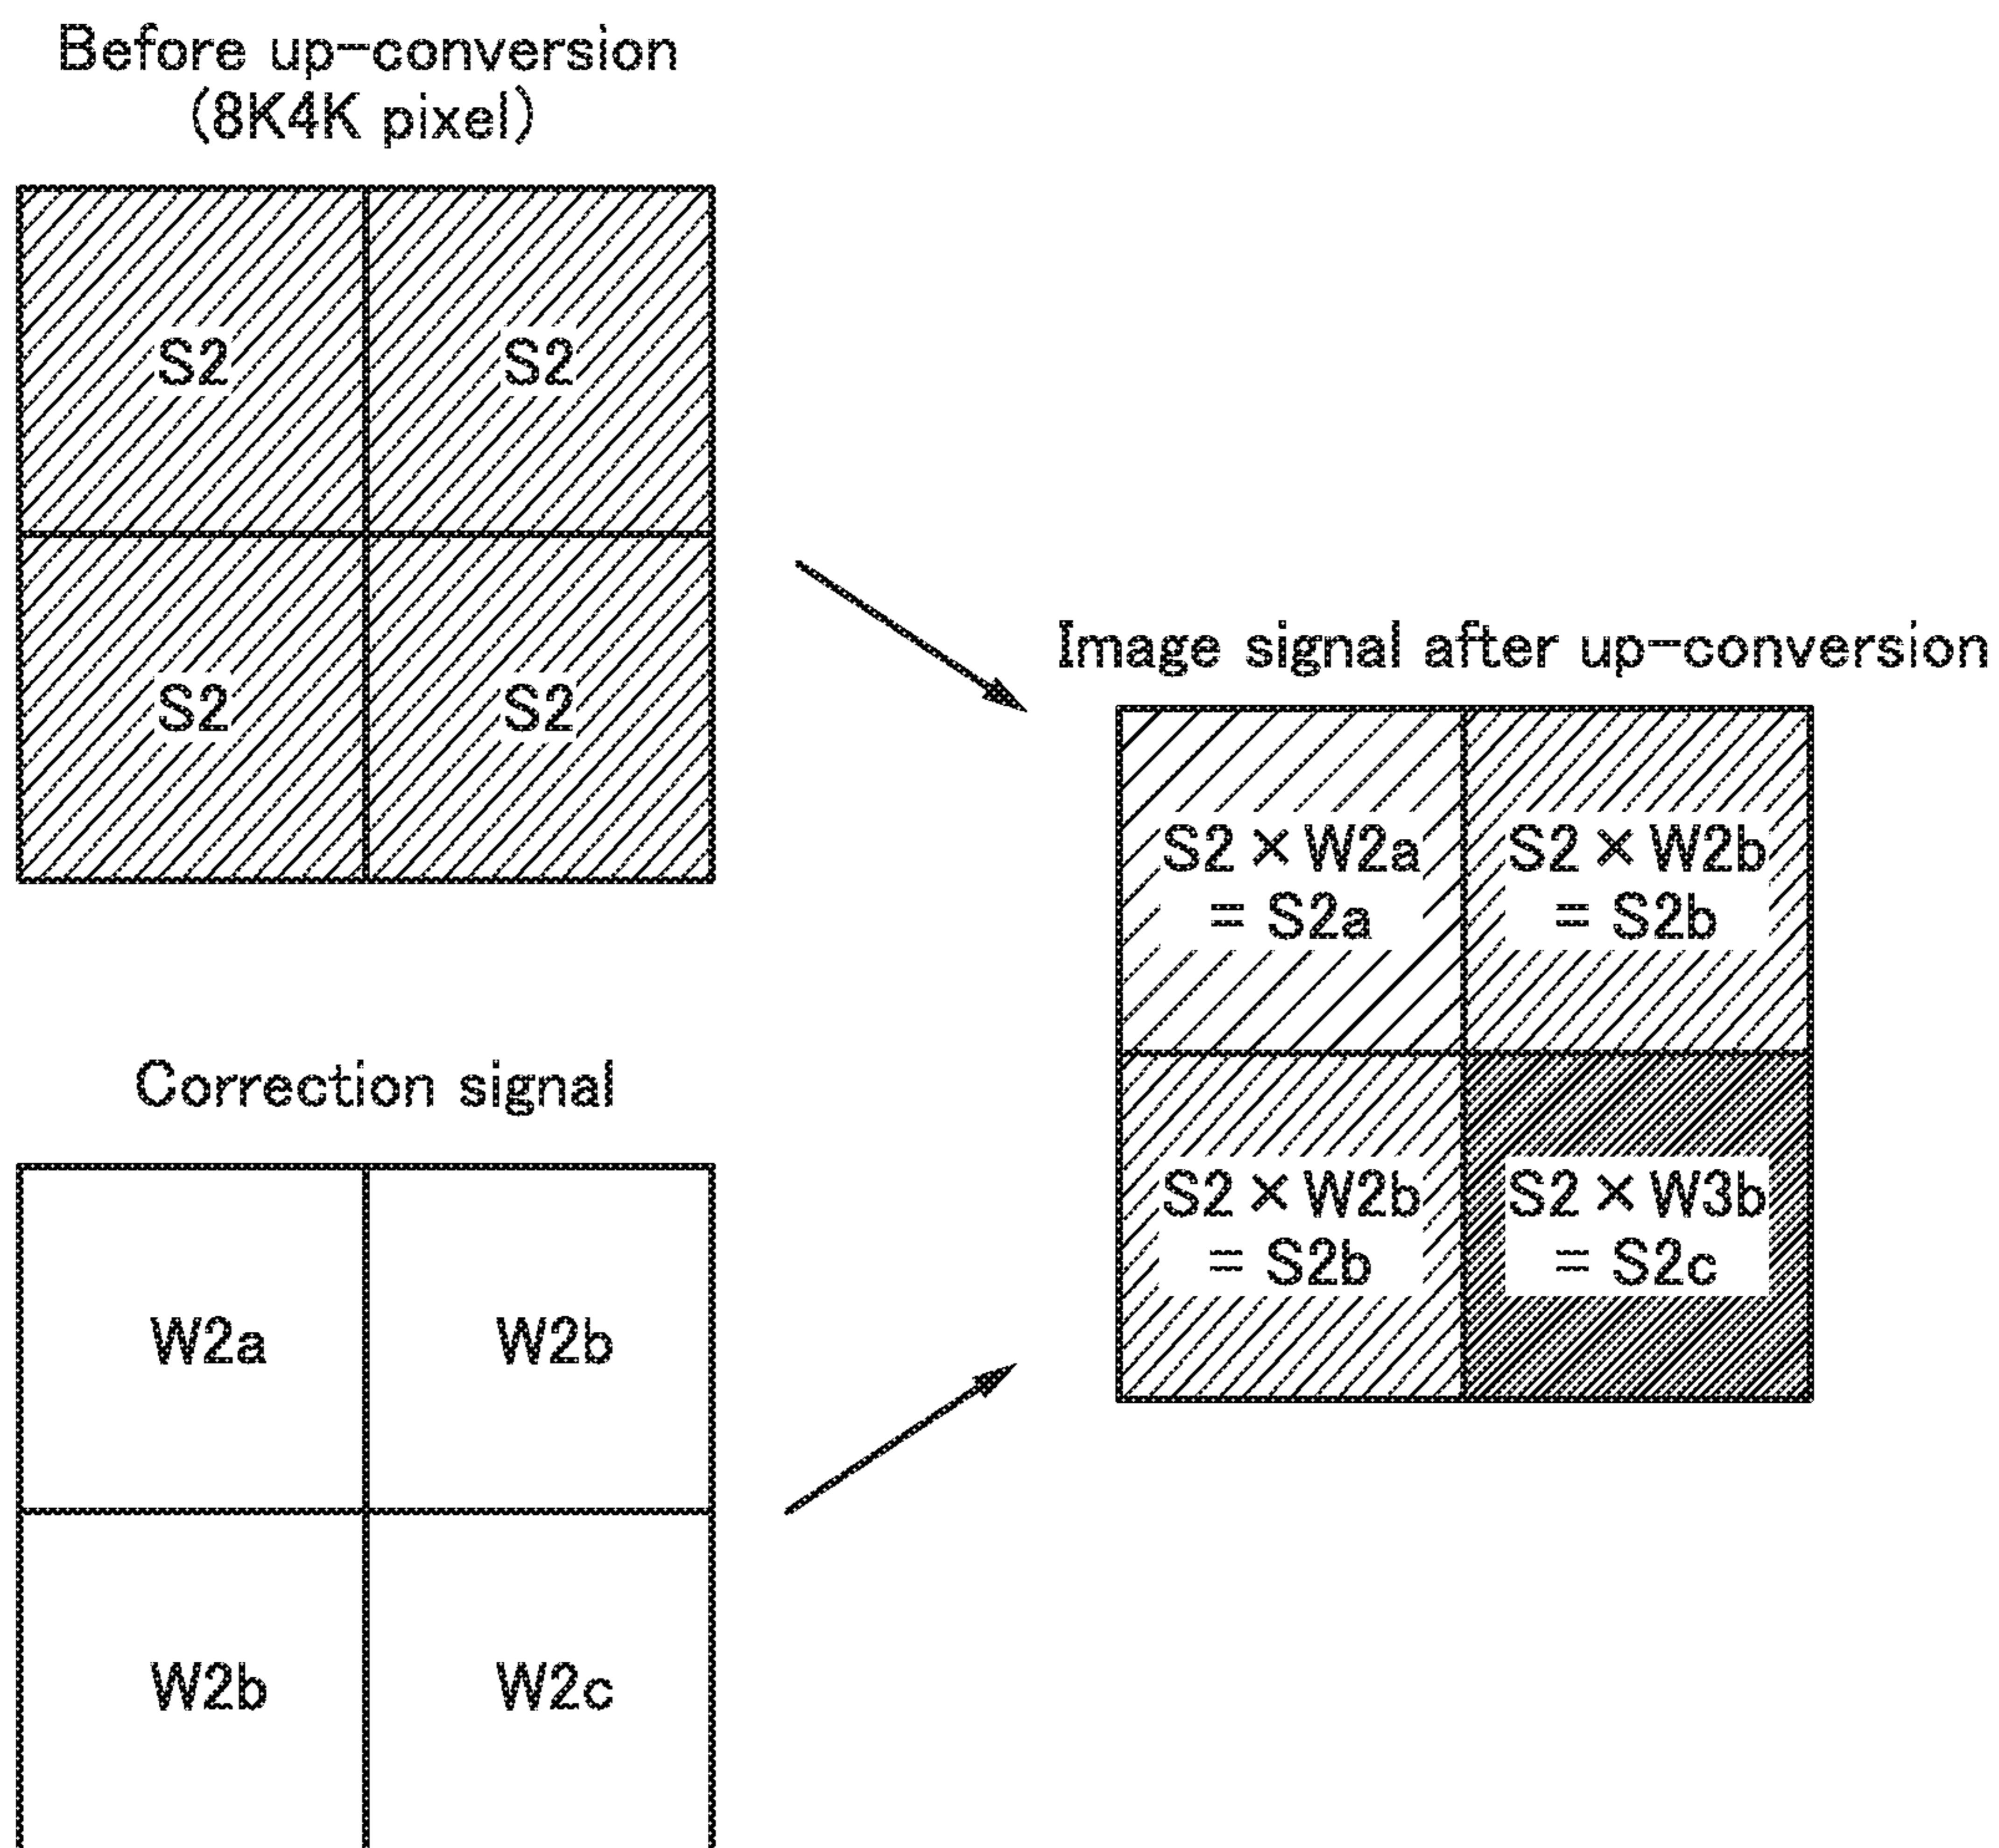 Before up-conversion
(8K4K pixel)
S2 S2
S2 S2
Correction signal
W2a W2b
W2b W2c
Image signal after up-conversion
S2 × W2a
= S2a
S2 × W2b
= S2b
S2 × W2b
= S2b
S2 × W3b
= S2c